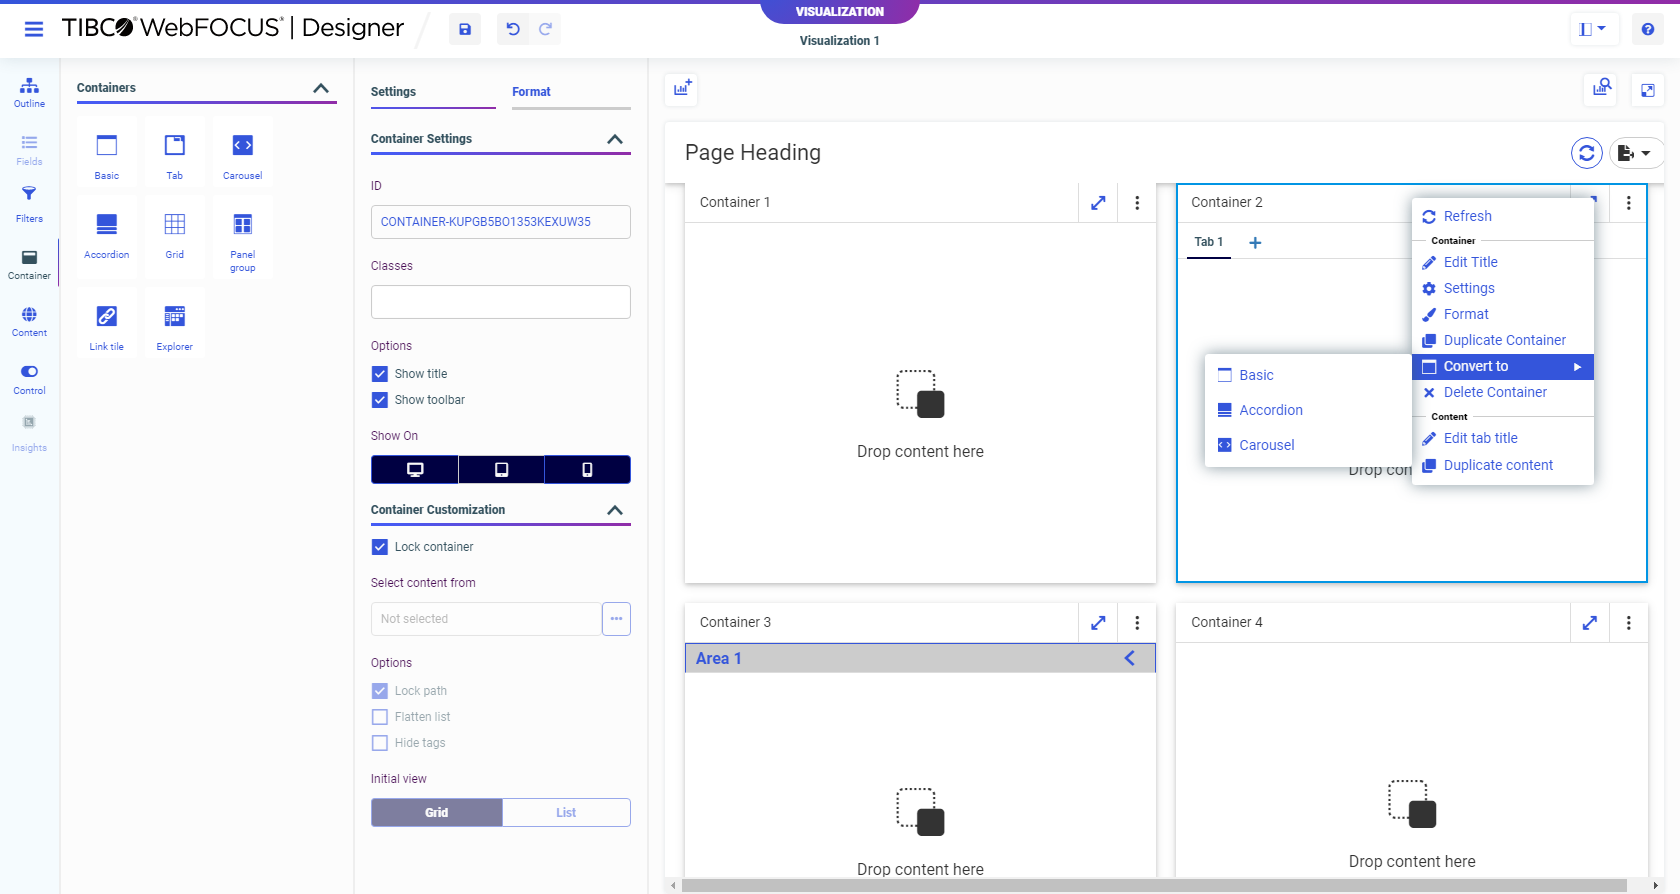 VISUALIZATION
TIBCO® WebFOCUS® | Designer
Visualization 1
Outline
Fields
Filters
Container
Content
Control
Insights
Containers
Basic
Tab
Carousel
Accordion
Grid
Panel
group
Link tile
Explorer
Settings
Format
Container Settings
ID
CONTAINER-KUPGB5BO1353KEXUW35
Classes
Options
Show title
Show toolbar
Show On
Container Customization
Lock container
Select content from
Not selected
Options
Lock path
Flatten list
Hide tags
Initial view
Grid
List
Page Heading
Container 1
Drop content here
Container 2
Tab 1
Refresh
Container
Edit Title
Settings
Format
Duplicate Container
Convert to
Delete Container
Content
Edit tab title
Duplicate content
Basic
Accordion
Carousel
Drop con
Container 3
Area 1
Drop content here
Container 4
Drop content here